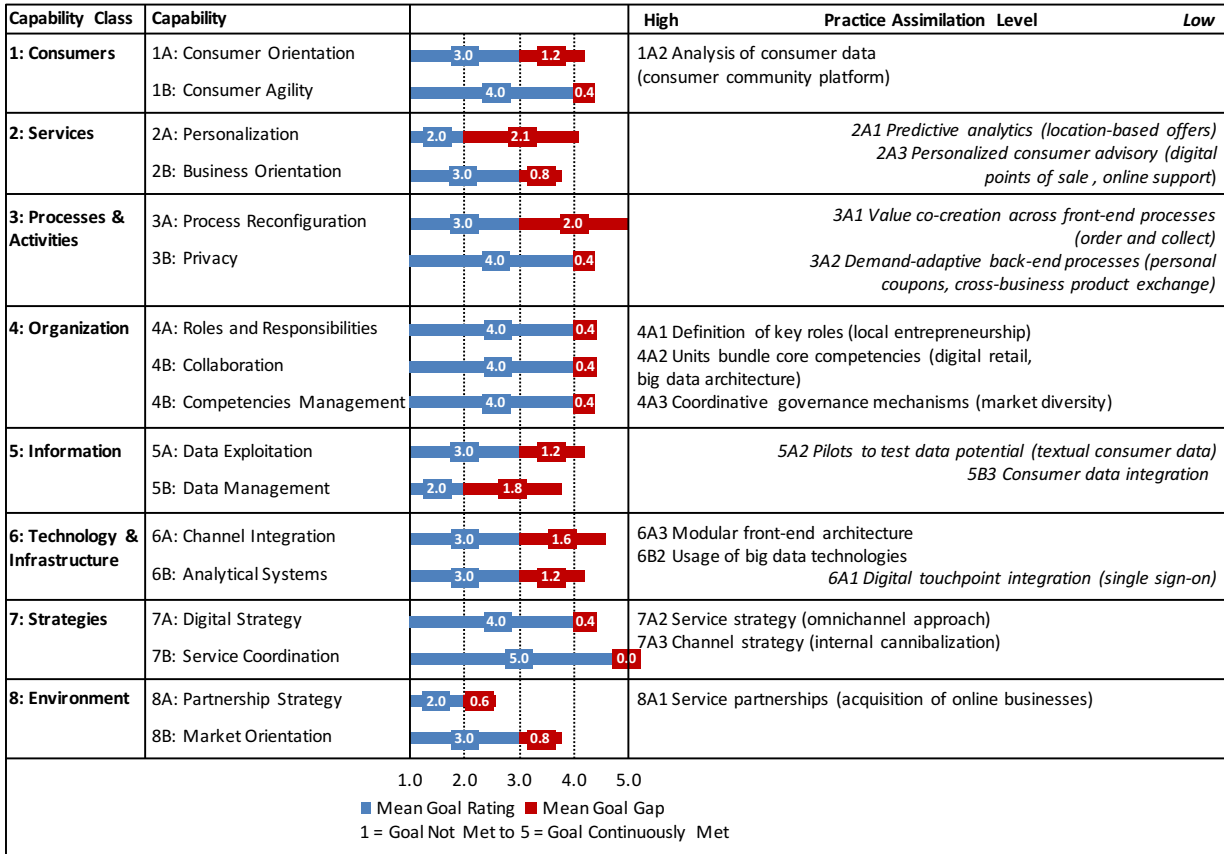 Capability Class Capability High Practice Assimilation Level Low
1: Consumers 1A: Consumer Orientation 3.0 1.2 1A2 Analysis of consumer data
(consumer community platform)
1B: Consumer Agility 4.0 0.4
2: Services 2A: Personalization 2.0 2.1 2A1 Predictive analytics (location-based offers)
2A3 Personalized consumer advisory (digital
2B: Business Orientation 3.0 0.8 points of sale , online support)
3: Processes & 3A: Process Reconfiguration 3.0 2.0 3A1 Value co-creation across front-end processes
Activities (order and collect)
3B: Privacy 4.0 0.4 3A2 Demand-adaptive back-end processes (personal
coupons, cross-business product exchange)
4: Organization 4A: Roles and Responsibilities 4.0 0.4 4A1 Definition of key roles (local entrepreneurship)
4B: Collaboration 4.0 0.4 4A2 Units bundle core competencies (digital retail,
big data architecture)
4B: Competencies Management 4.0 0.4 4A3 Coordinative governance mechanisms (market diversity)
5: Information 5A: Data Exploitation 3.0 1.2 5A2 Pilots to test data potential (textual consumer data)
5B3 Consumer data integration
5B: Data Management 2.0 1.8
6: Technology & 6A: Channel Integration 3.0 1.6 6A3 Modular front-end architecture
Infrastructure 6B2 Usage of big data technologies
6B: Analytical Systems 3.0 1.2 6A1 Digital touchpoint integration (single sign-on)
7: Strategies 7A: Digital Strategy 4.0 0.4 7A2 Service strategy (omnichannel approach)
7A3 Channel strategy (internal cannibalization)
7B: Service Coordination 5.0 0.0
8: Environment 8A: Partnership Strategy 2.0 0.6 8A1 Service partnerships (acquisition of online businesses)
8B: Market Orientation 3.0 0.8
1.0 2.0 3.0 4.0 5.0
Mean Goal Rating Mean Goal Gap
1 = Goal Not Met to 5 = Goal Continuously Met